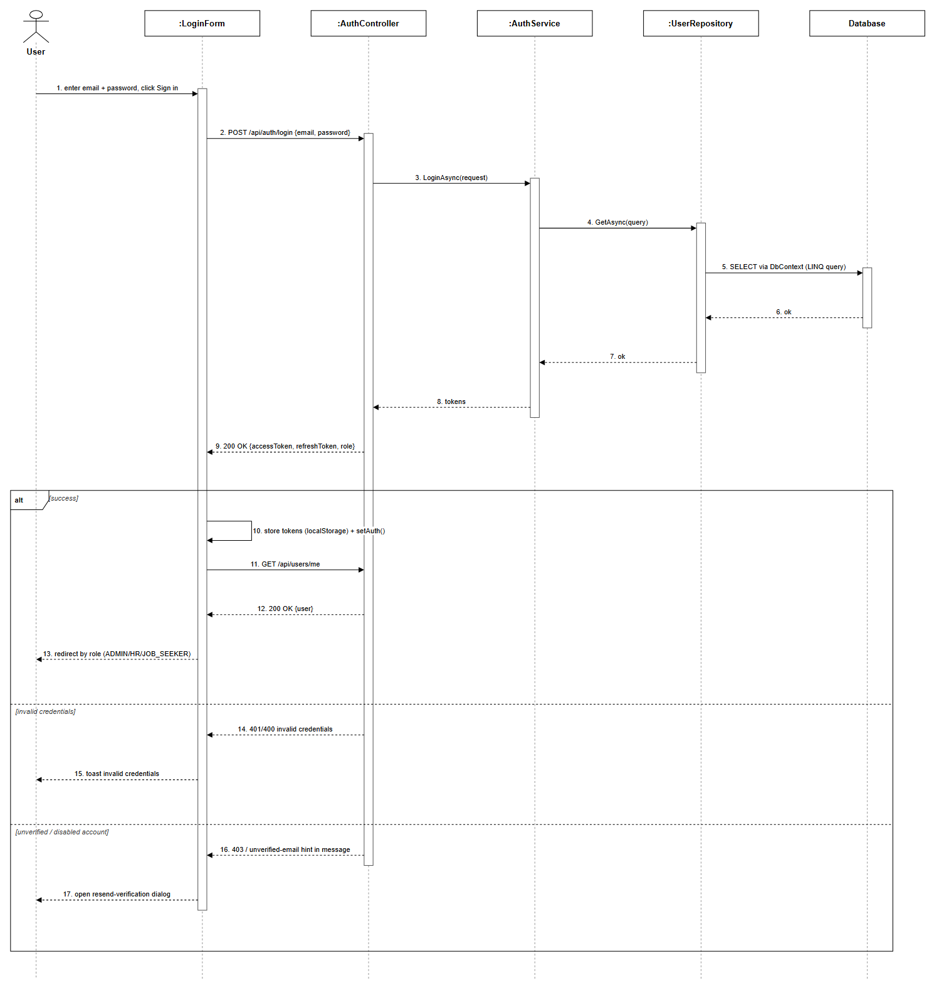 :LoginForm
:AuthController
:AuthService
:UserRepository
Database
User
1. enter email + password, click Sign in
2. POST /api/auth/login {email, password}
3. LoginAsync(request)
4. GetAsync(query)
5. SELECT via DbContext (LINQ query)
6. ok
7. ok
8. tokens
9. 200 OK {accessToken, refreshToken, role}
alt
[success]
10. store tokens (localStorage) + setAuth()
11. GET /api/users/me
12. 200 OK {user}
13. redirect by role (ADMIN/HR/JOB_SEEKER)
[invalid credentials]
14. 401/400 invalid credentials
15. toast invalid credentials
[unverified / disabled account]
16. 403 / unverified-email hint in message
17. open resend-verification dialog